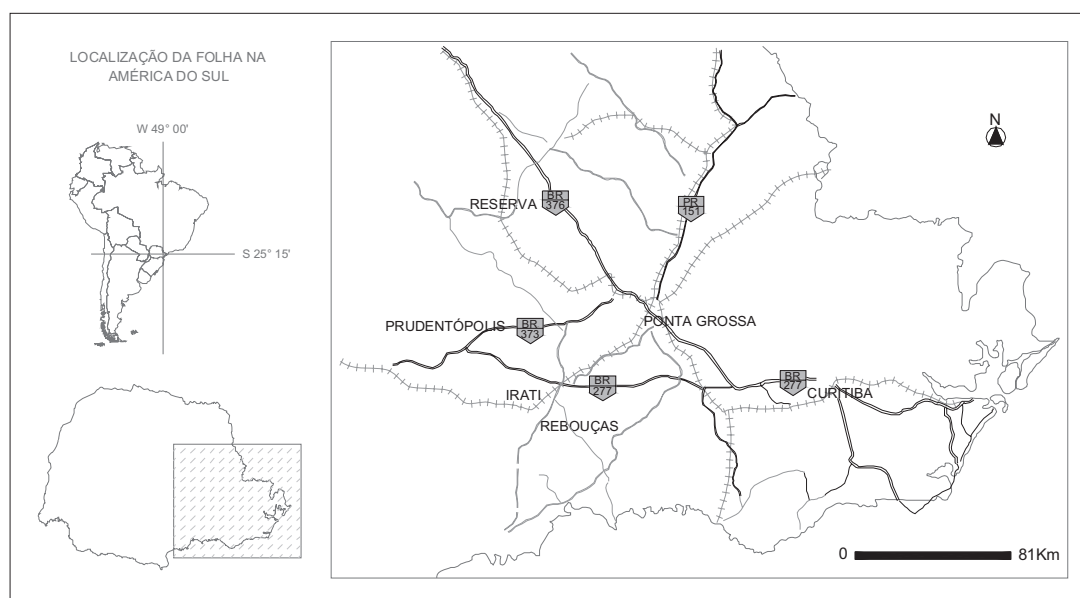 LOCALIZAÇÃO DA FOLHA NA
AMÉRICA DO SUL
W 49° 00'
S 25° 15'
N
RESERVA
BR
376
PR
151
PRUDENTÓPOLIS
BR
373
PONTA GROSSA
IRATI
BR
277
BR
277
CURITIBA
REBOUÇAS
0
81Km